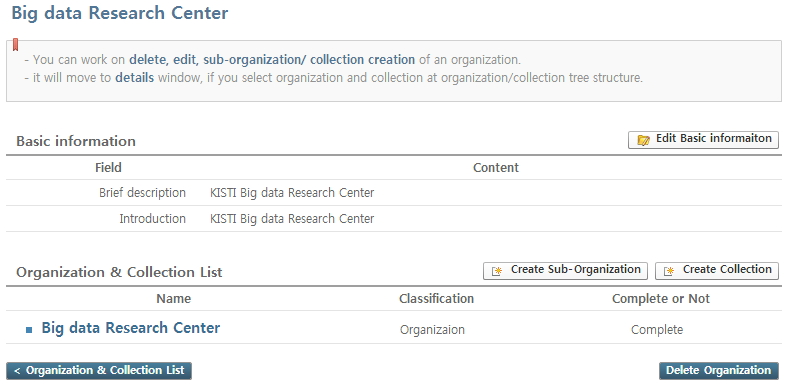 Big data Research Center
- You can work on delete, edit, sub-organization/ collection creation of an organization.
- it will move to details window, if you select organization and collection at organization/collection tree structure.
Basic information
Edit Basic informaiton
Field Content
Brief description KISTI Big data Research Center
Introduction KISTI Big data Research Center
Organization & Collection List
Create Sub-Organization
Create Collection
Name Classification Complete or Not
Big data Research Center Organizaion Complete
< Organization & Collection List
Delete Organization